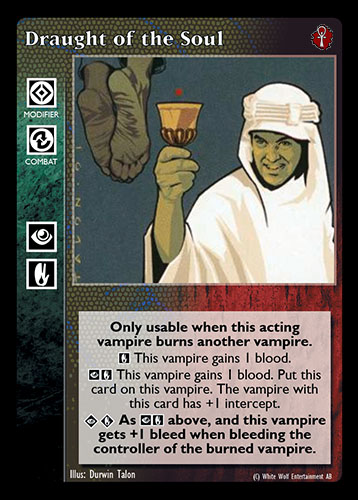 Draught of the Soul
MODIFIER
COMBAT
TALON.01
Only usable when this acting
vampire burns another vampire.
This vampire gains 1 blood.
This vampire gains 1 blood. Put this
card on this vampire. The vampire with
this card has +1 intercept.
As above, and this vampire
gets +1 bleed when bleeding the
controller of the burned vampire.
Illus: Durwin Talon
(C) White Wolf Entertainment AB